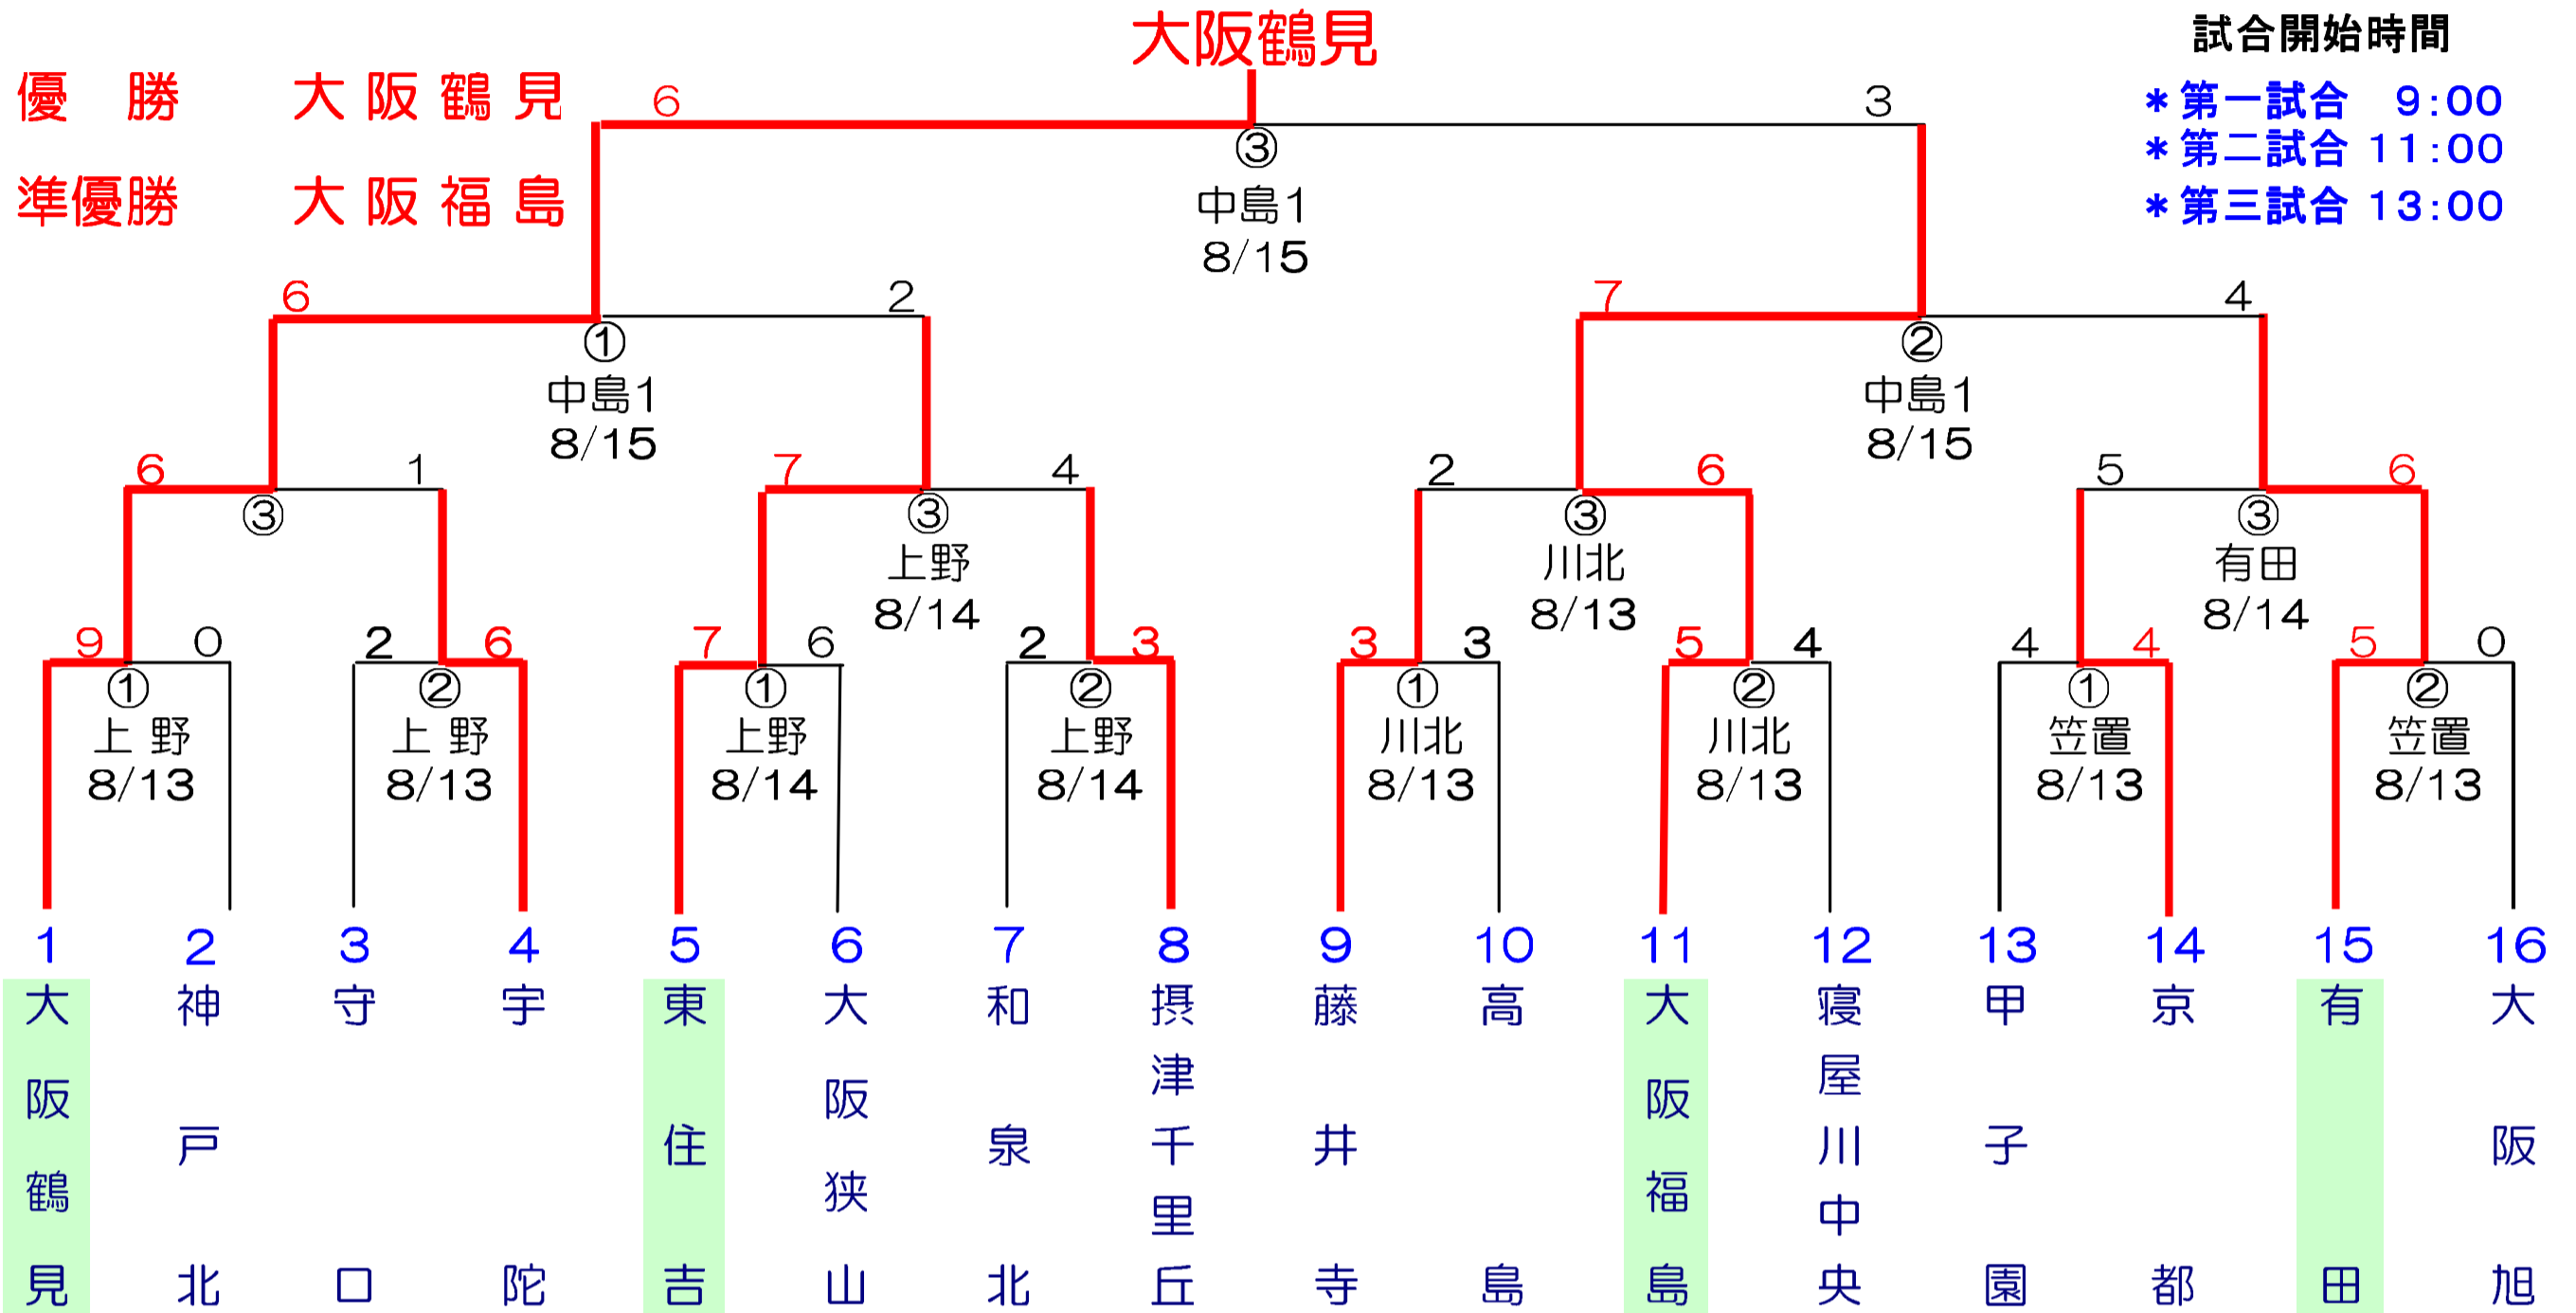 大阪鶴見
試合開始時間
優 勝 大阪鶴見
*第一試合 9:00
*第二試合 11:00
準優勝 大阪福島
*第三試合 13:00
6 3
③
中島1
8/15
6 2 7 4
① ②
中島1 中島1
8/15 8/15
6 1 7 4 2 6 5 6
③ ③ ③ ③
上野 川北 有田
8/14 8/13 8/14
9 0 2 6 7 6 2 3 3 3 5 4 4 4 5 0
① ② ① ② ① ② ① ②
上野 上野 上野 上野 川北 川北 笠置 笠置
8/13 8/13 8/14 8/14 8/13 8/13 8/13 8/13
1 2 3 4 5 6 7 8 9 10 11 12 13 14 15 16
大阪鶴見
神戸北
守口
宇陀
東住吉
大阪狭山
和泉北
摂津千里丘
藤井寺
高島
大阪福島
寝屋川中央
甲子園
京都
有田
大阪旭